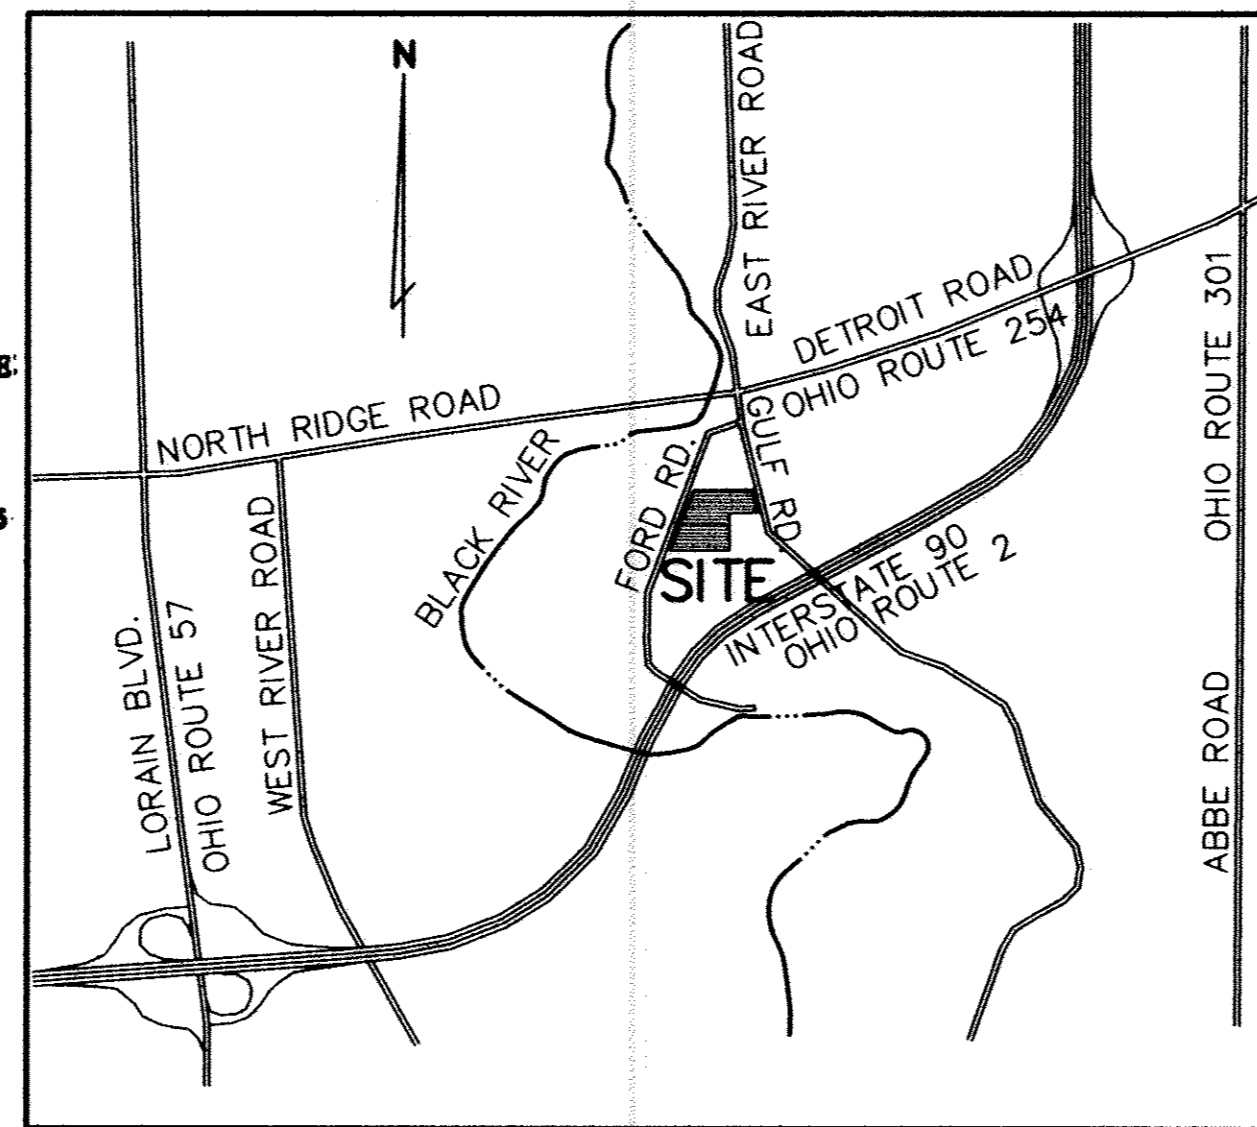 N
EAST RIVER ROAD
DETROIT ROAD
OHIO ROUTE 254
OHIO ROUTE 301
NORTH RIDGE ROAD
GULF RD.
FORD RD.
BLACK RIVER
SITE
WEST RIVER ROAD
INTERSTATE 90
OHIO ROUTE 2
LORAIN BLVD.
OHIO ROUTE 57
ABBE ROAD